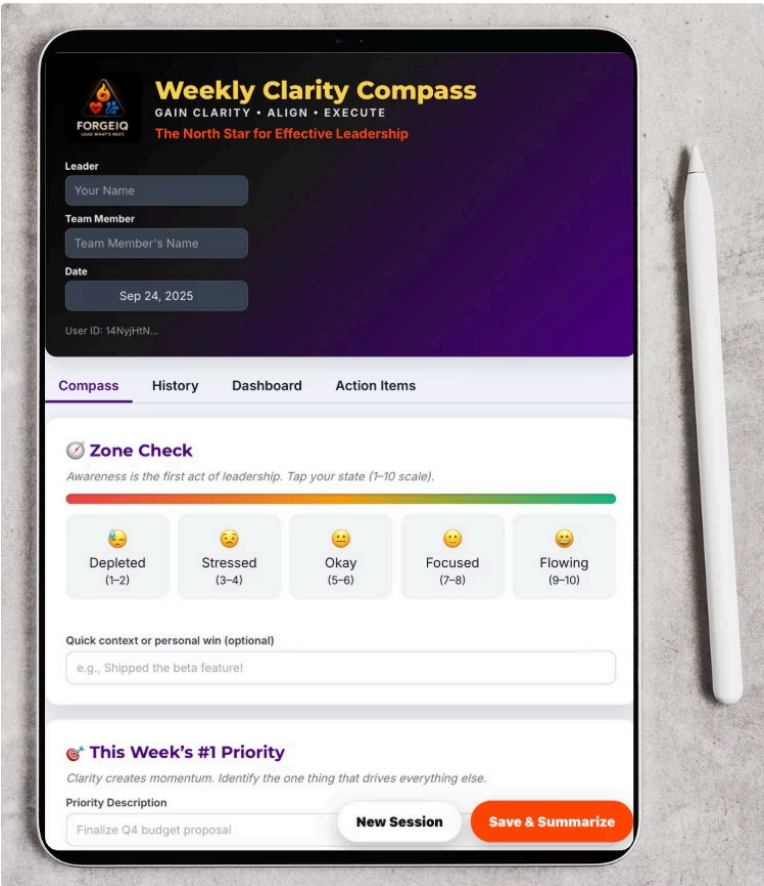 Weekly Clarity Compass
GAIN CLARITY • ALIGN • EXECUTE
FORGEIQ
LEAD WHAT'S NEXT
The North Star for Effective Leadership
Leader
Your Name
Team Member
Team Member's Name
Date
Sep 24, 2025
User ID: 14NyjHtN...
Compass History Dashboard Action Items
Zone Check
Awareness is the first act of leadership. Tap your state (1–10 scale).
Depleted Stressed Okay Focused Flowing
(1–2) (3–4) (5–6) (7–8) (9–10)
Quick context or personal win (optional)
e.g., Shipped the beta feature!
This Week's #1 Priority
Clarity creates momentum. Identify the one thing that drives everything else.
Priority Description
Finalize Q4 budget proposal
New Session Save & Summarize